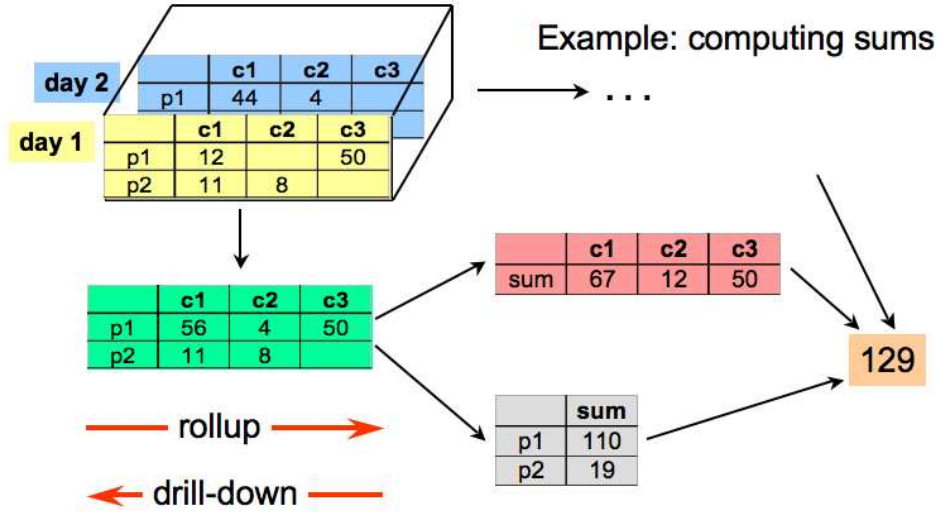 Example: computing sums
day 2
c1 c2 c3
p1 44 4
. . .
day 1
c1 c2 c3
p1 12 50
p2 11 8
c1 c2 c3
sum 67 12 50
c1 c2 c3
p1 56 4 50
p2 11 8
129
sum
p1 110
p2 19
rollup
drill-down